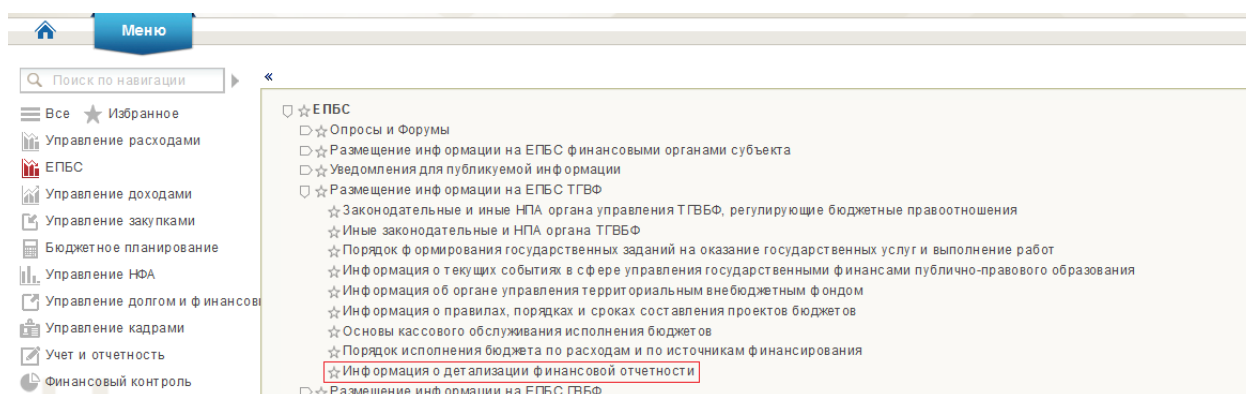 Меню
Поиск по навигации
«
Все Избранное
Управление расходами
ЕПБС
Управление доходами
Управление закупками
Бюджетное планирование
Управление НФА
Управление долгом и финансов
Управление кадрами
Учет и отчетность
Финансовый контроль
ЕПБС
Опросы и Форумы
Размещение информации на ЕПБС финансовыми органами субъекта
Уведомления для публикуемой информации
Размещение информации на ЕПБС ТГВФ
Законодательные и иные НПА органа управления ТГВБФ, регулирующие бюджетные правоотношения
Иные законодательные и НПА органа ТГВБФ
Порядок формирования государственных заданий на оказание государственных услуг и выполнение работ
Информация о текущих событиях в сфере управления государственными финансами публично-правового образования
Информация об органе управления территориальным внебюджетным фондом
Информация о правилах, порядках и сроках составления проектов бюджетов
Основы кассового обслуживания исполнения бюджетов
Порядок исполнения бюджета по расходам и по источникам финансирования
Информация о детализации финансовой отчетности
Размещение информации на ЕПБС ГВБФ